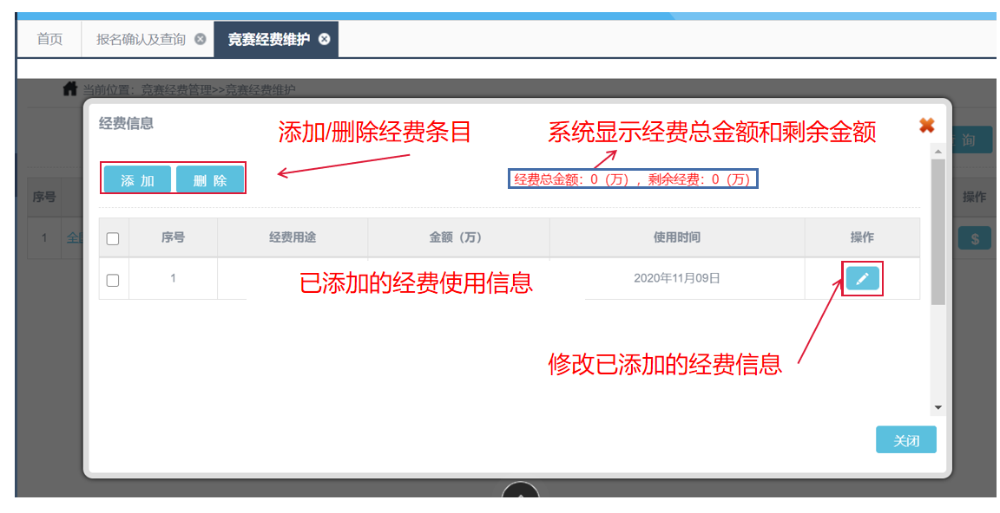 首页 报名确认及查询 竞赛经费维护
当前位置：竞赛经费管理>>竞赛经费维护
经费信息
添加/删除经费条目
系统显示经费总金额和剩余金额
询
添 加 删 除
经费总金额：0（万），剩余经费：0（万）
序号 操作
序号 经费用途 金额（万） 使用时间 操作
1 全 $
1 已添加的经费使用信息 2020年11月09日
修改已添加的经费信息
关闭